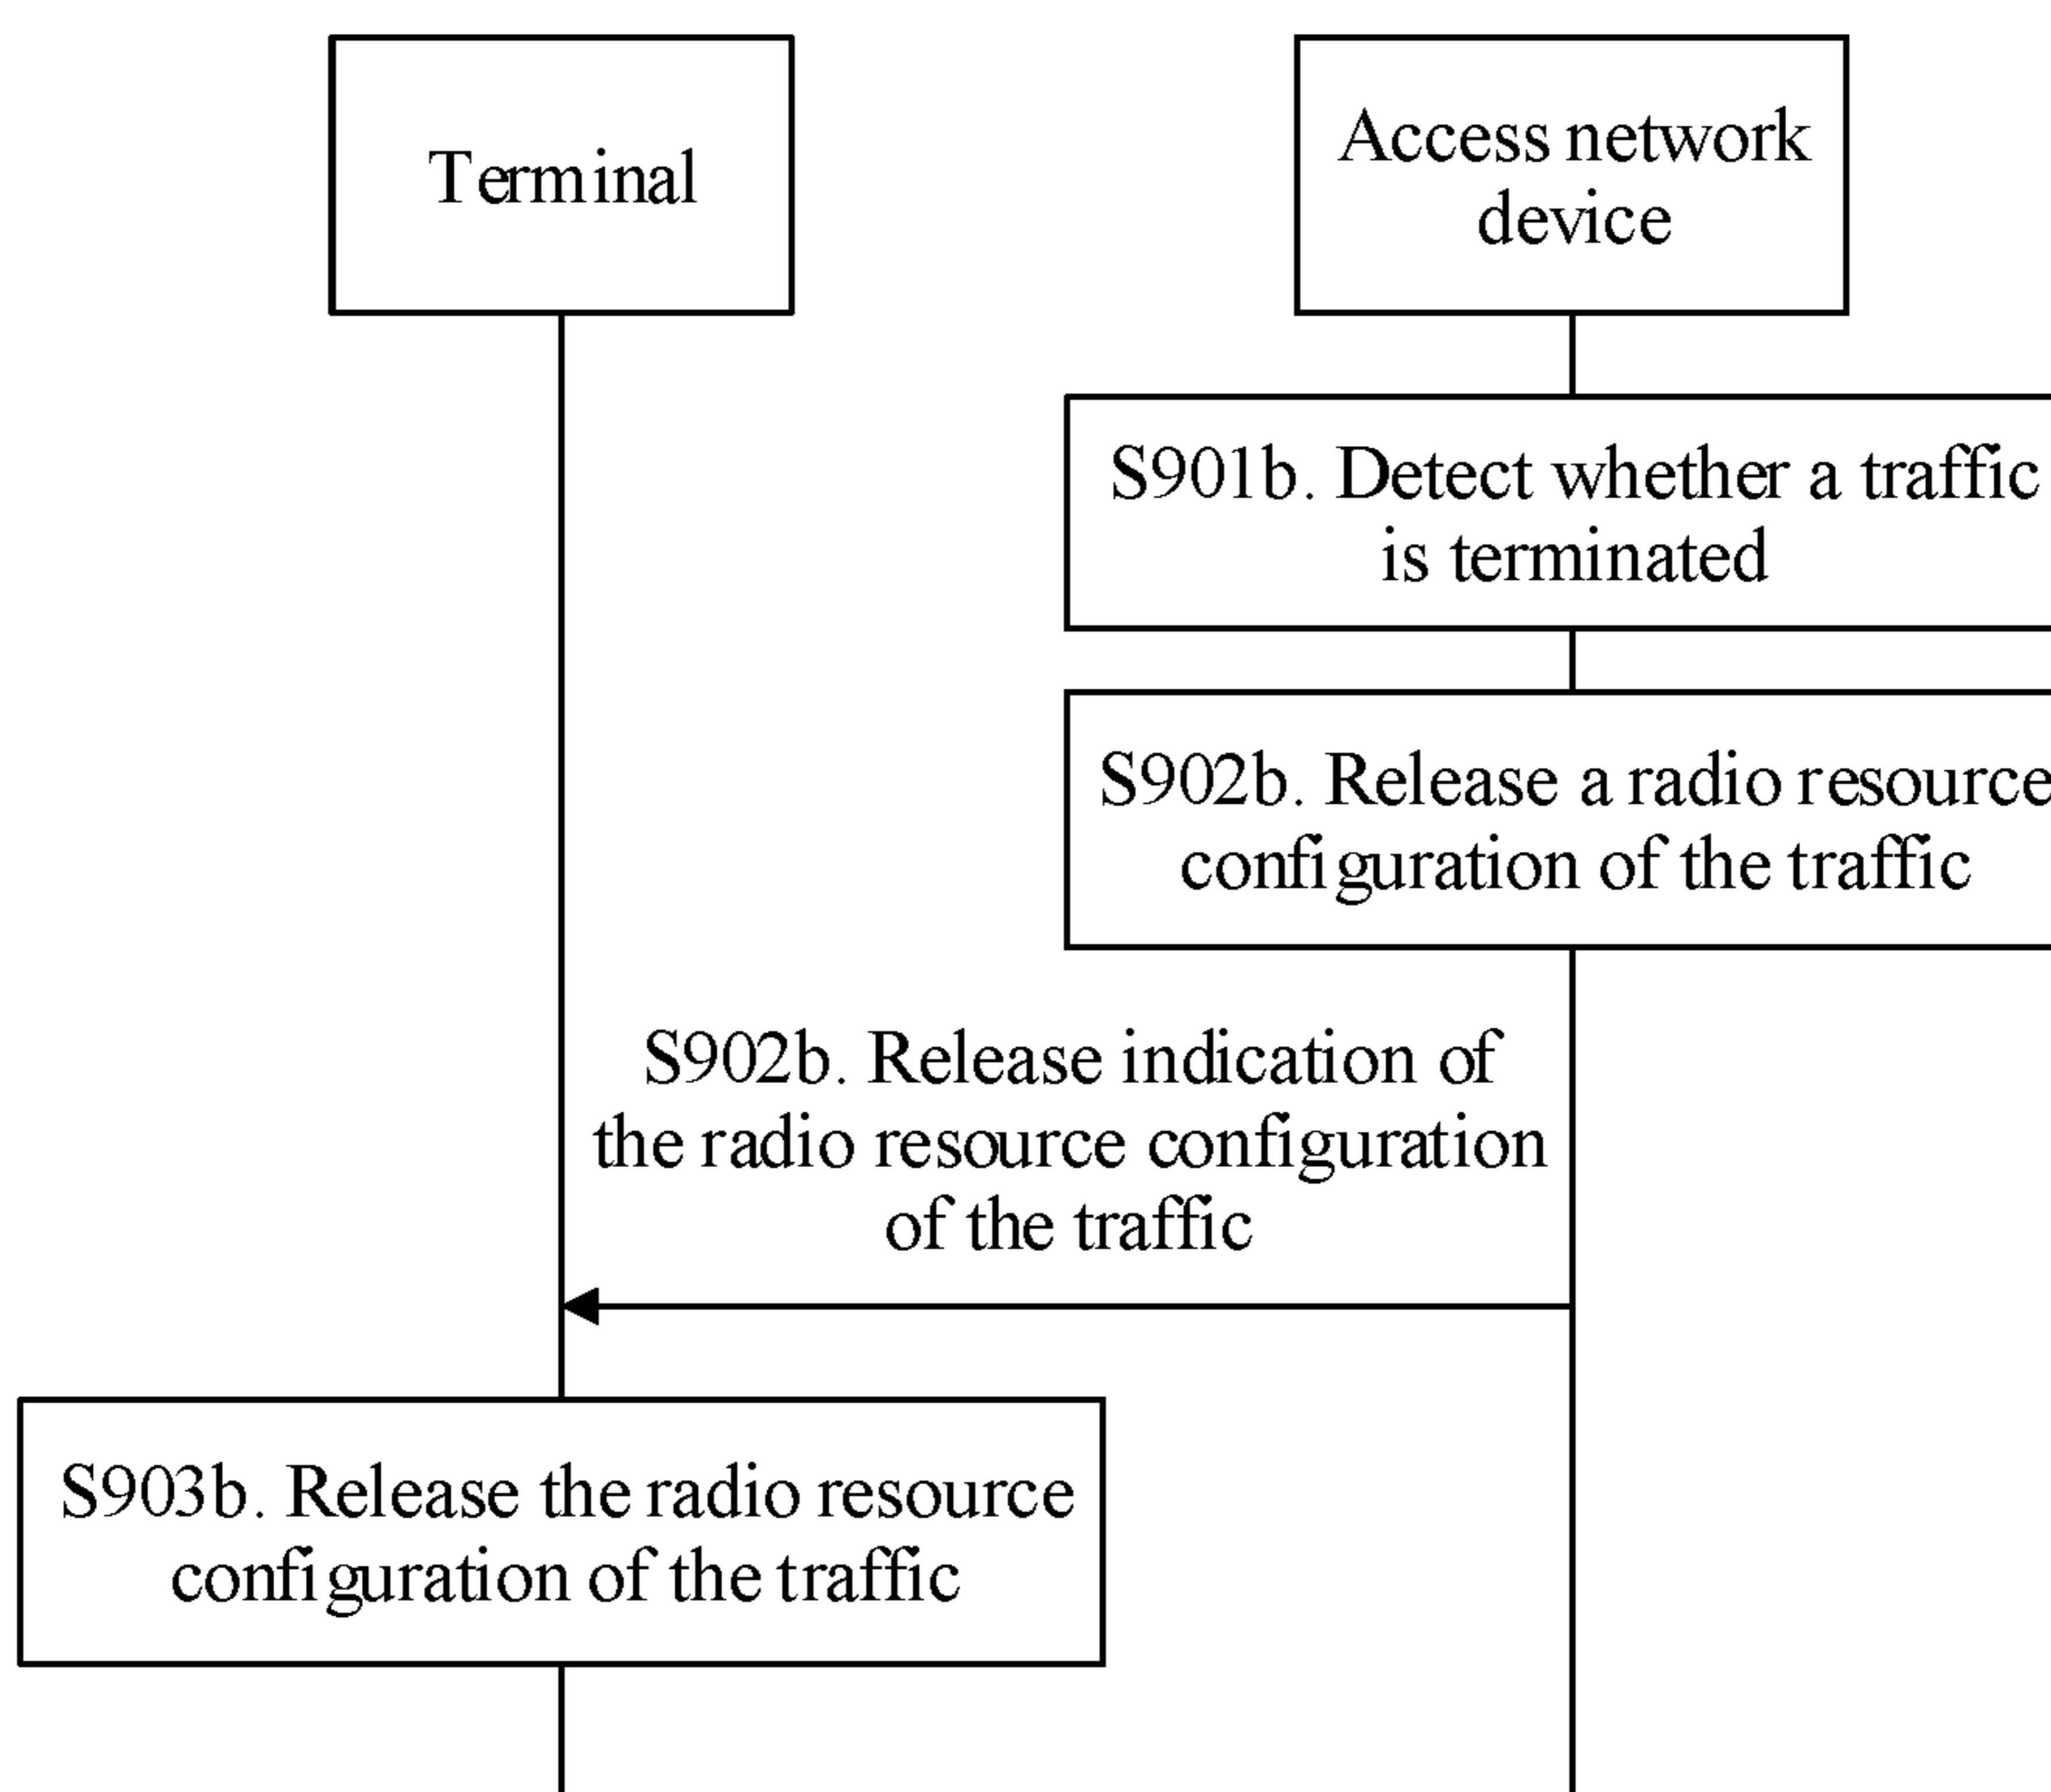 Terminal
Access network
device
S901b. Detect whether a traffic
is terminated
S902b. Release a radio resource
configuration of the traffic
S902b. Release indication of
the radio resource configuration
of the traffic
S903b. Release the radio resource
configuration of the traffic